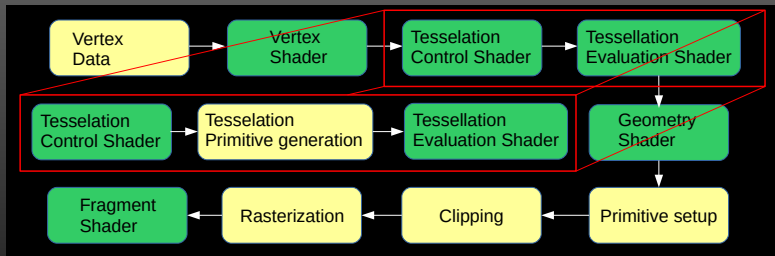 Vertex
Data
Vertex
Shader
Tesselation
Control Shader
Tessellation
Evaluation Shader
Tesselation
Control Shader
Tesselation
Primitive generation
Tessellation
Evaluation Shader
Geometry
Shader
Fragment
Shader
Rasterization
Clipping
Primitive setup